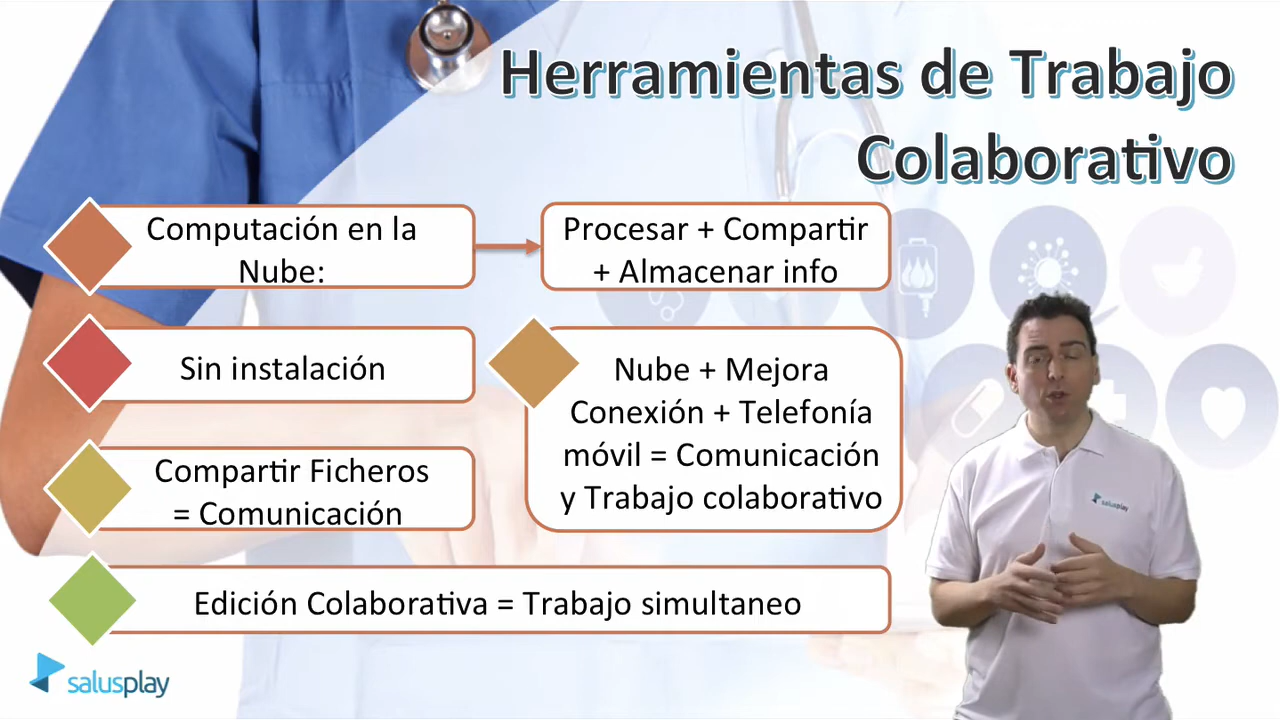 Herramientas de Trabajo
Colaborativo
Computación en la
Nube:
Procesar + Compartir
+ Almacenar info
Sin instalación
Nube + Mejora
Conexión + Telefonía
móvil = Comunicación
y Trabajo colaborativo
Compartir Ficheros
= Comunicación
Edición Colaborativa = Trabajo simultaneo
salusplay
salusplay